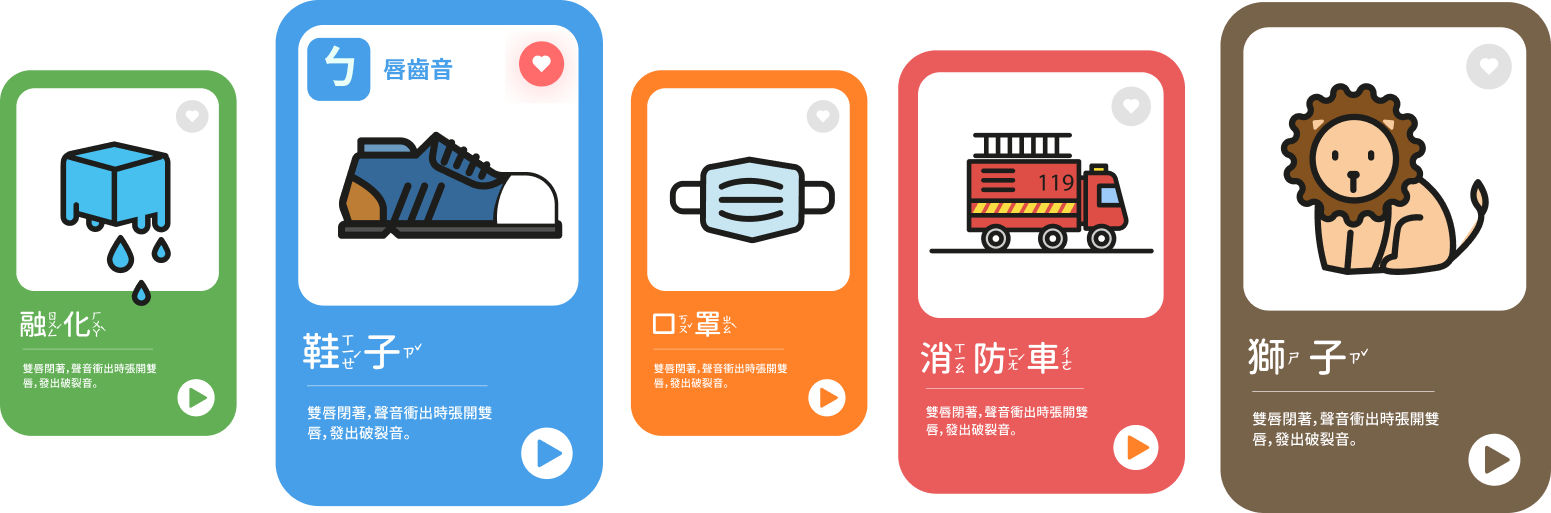 融ㄖㄨㄥˊ化ㄏㄨㄚˋ
雙唇閉著，聲音衝出時張開雙
唇，發出破裂音。
ㄅ 唇齒音
鞋ㄒㄧㄝˊ子ㄗˇ
雙唇閉著，聲音衝出時張開雙
唇，發出破裂音。
口ㄎㄡˇ罩ㄓㄠˋ
雙唇閉著，聲音衝出時張開雙
唇，發出破裂音。
119
消ㄒㄧㄠ防ㄈㄤˊ車ㄔㄜ
雙唇閉著，聲音衝出時張開雙
唇，發出破裂音。
獅ㄕ子ㄗˇ
雙唇閉著，聲音衝出時張開雙
唇，發出破裂音。